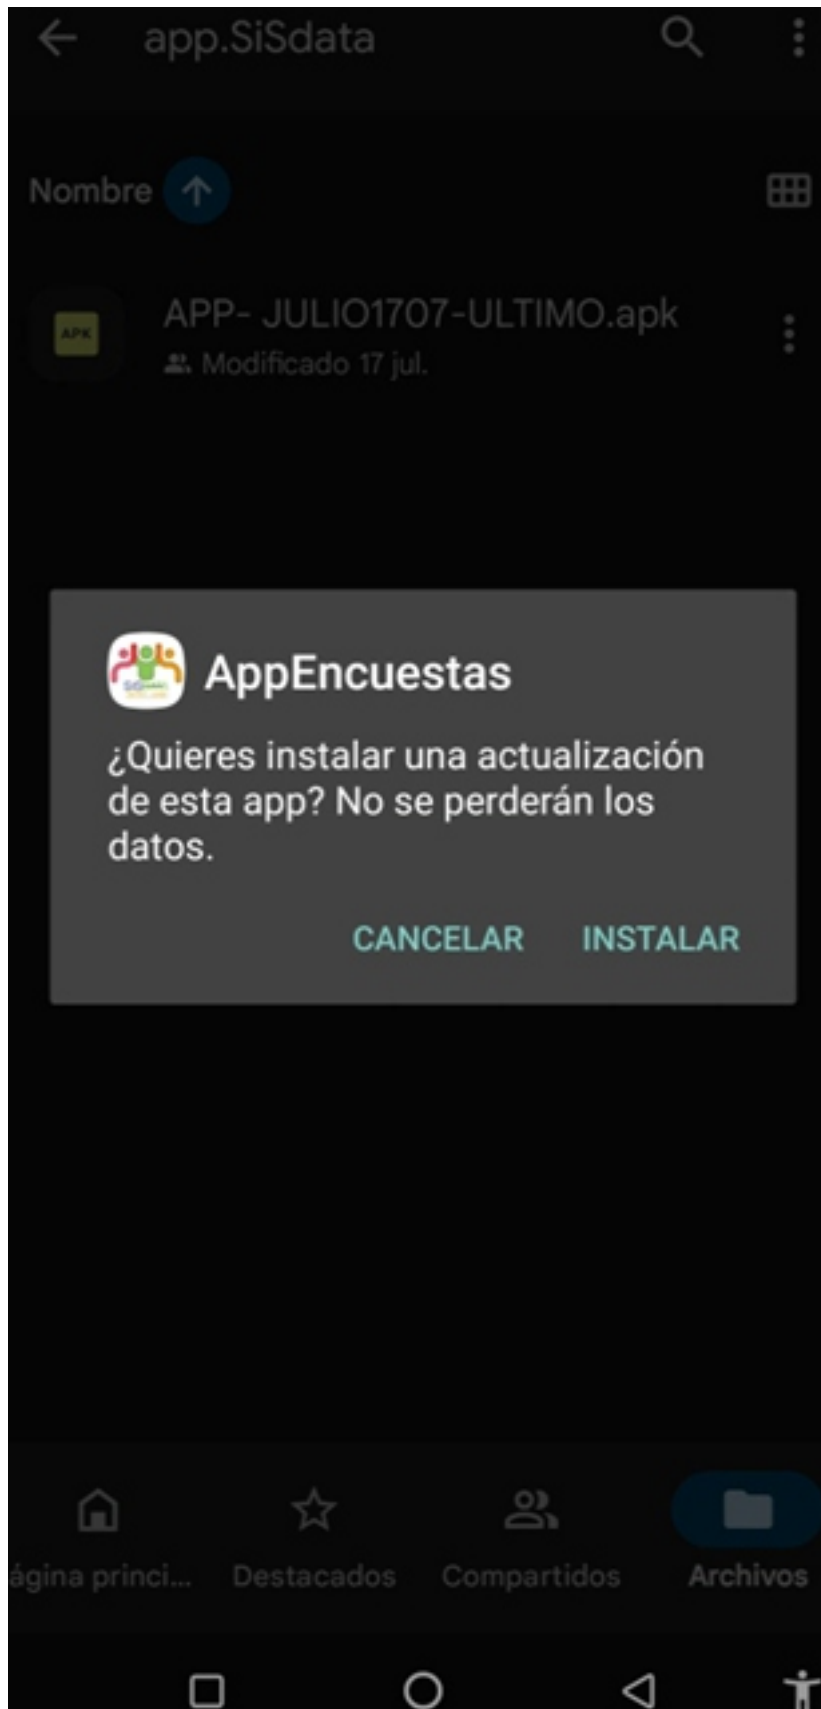 app.SiSdata
Nombre
APK
APP- JULIO1707-ULTIMO.apk
Modificado 17 jul.
AppEncuestas
¿Quieres instalar una actualización
de esta app? No se perderán los
datos.
CANCELAR INSTALAR
ágina princi... Destacados Compartidos Archivos